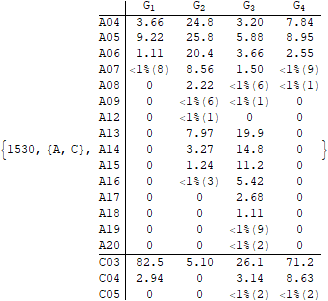 G1 G2 G3 G4
A04 3.66 24.8 3.20 7.84
A05 9.22 25.8 5.88 8.95
A06 1.11 20.4 3.66 2.55
A07 <1%(8) 8.56 1.50 <1%(9)
A08 0 2.22 <1%(6) <1%(1)
A09 0 <1%(6) <1%(1) 0
A12 0 <1%(1) 0 0
A13 0 7.97 19.9 0
{1530, {A, C}, A14 0 3.27 14.8 0 }
A15 0 1.24 11.2 0
A16 0 <1%(3) 5.42 0
A17 0 0 2.68 0
A18 0 0 1.11 0
A19 0 0 <1%(9) 0
A20 0 0 <1%(2) 0
C03 82.5 5.10 26.1 71.2
C04 2.94 0 3.14 8.63
C05 0 0 <1%(2) <1%(2)